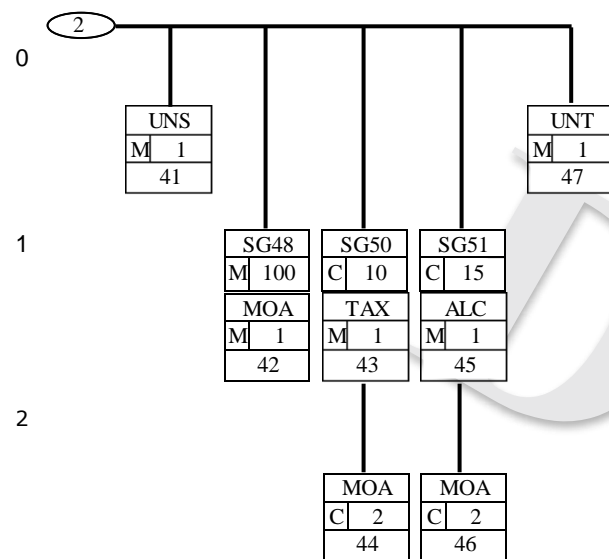 2
0
UNS UNT
M 1 M 1
41 47
1
SG48 SG50 SG51
M 100 C 10 C 15
MOA TAX ALC
M 1 M 1 M 1
42 43 45
2
MOA MOA
C 2 C 2
44 46